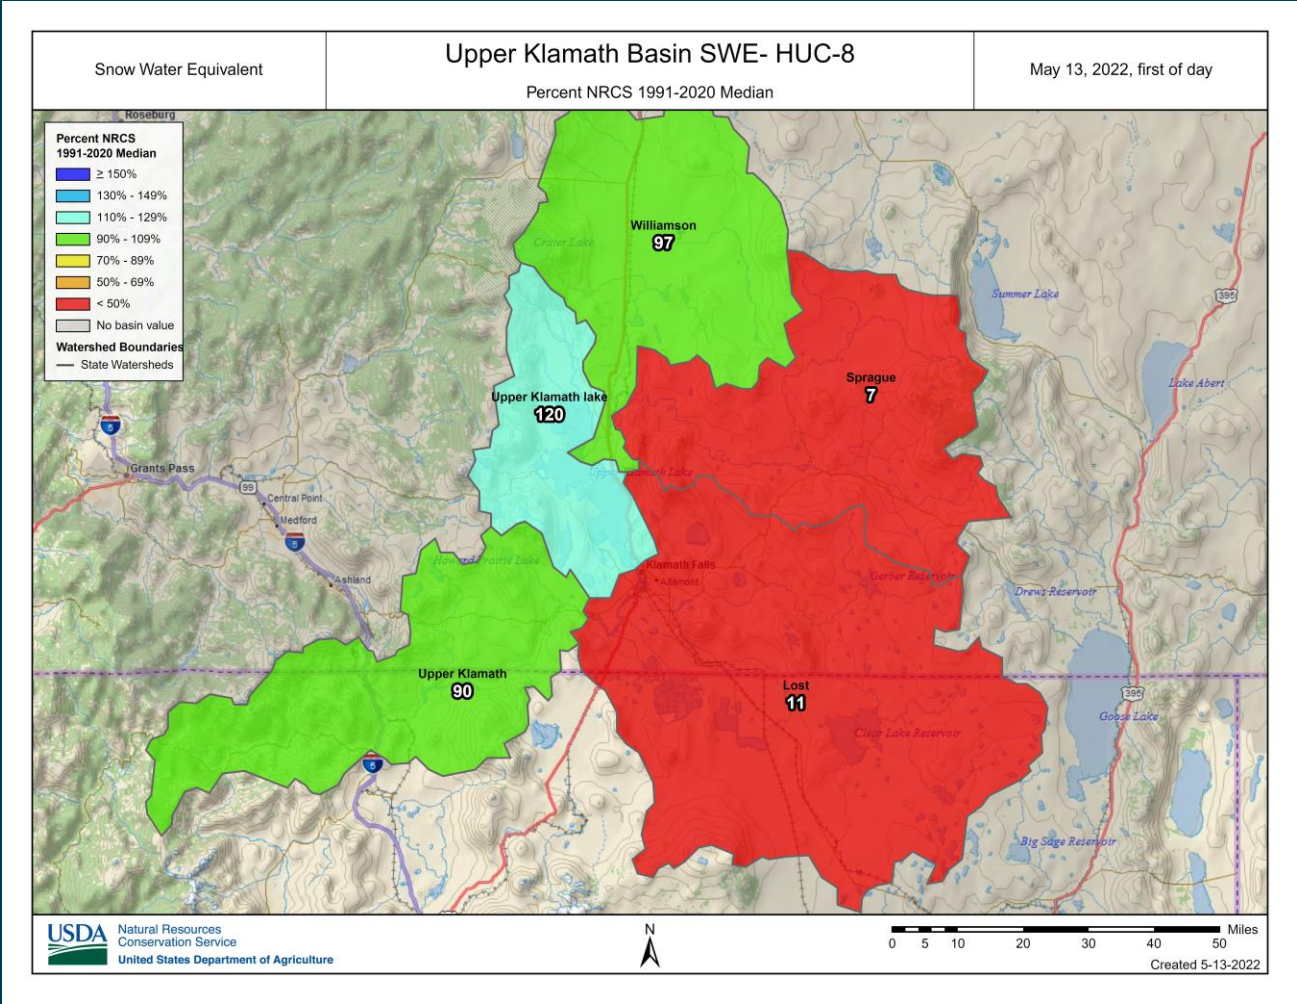 Snow Water Equivalent
Upper Klamath Basin SWE- HUC-8
Percent NRCS 1991-2020 Median
May 13, 2022, first of day
Roseburg
Percent NRCS
1991-2020 Median
≥ 150%
130% - 149%
110% - 129%
90% - 109%
70% - 89%
50% - 69%
< 50%
No basin value
Watershed Boundaries
State Watersheds
Williamson
97
Crater Lake
Summer Lake
395
Sprague
7
Lake Abert
Upper Klamath lake
120
5
Grants Pass
99
Central Point
Medford
5
Ashland
Upper Klamath Lake
Howard Prairie Lake
Klamath Falls
Altamont
Gerber Reservoir
Drews Reservoir
Upper Klamath
90
Lost
11
395
Goose Lake
Clear Lake Reservoir
5
Big Sage Reservoir
USDA
Natural Resources
Conservation Service
United States Department of Agriculture
N
0 5 10 20 30 40 50 Miles
Created 5-13-2022